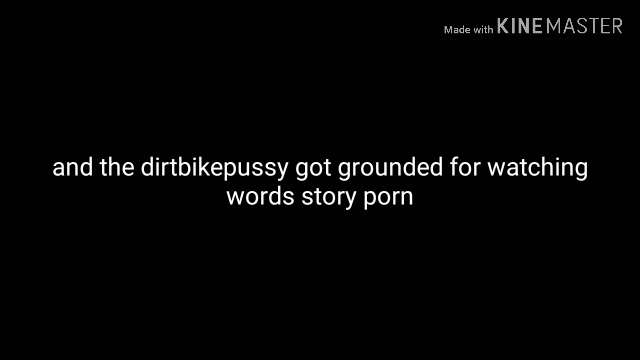 Made with KINEMASTER
and the dirtbikepussy got grounded for watching
words story porn